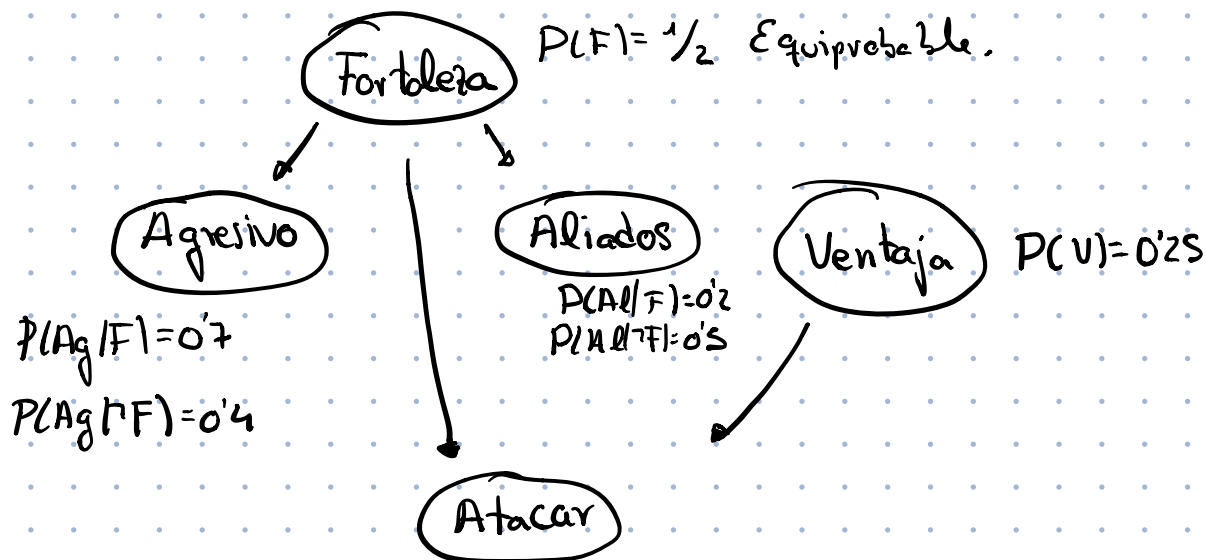 Fortaleza
P(F)= 1/2 Equiprobable.
Agresivo
Aliados
Ventaja
P(V)=0'25
P(Al/F)=0'2
P(Al/¬F)=0'5
P(Ag/F)=0'7
P(Ag/¬F)=0'4
Atacar